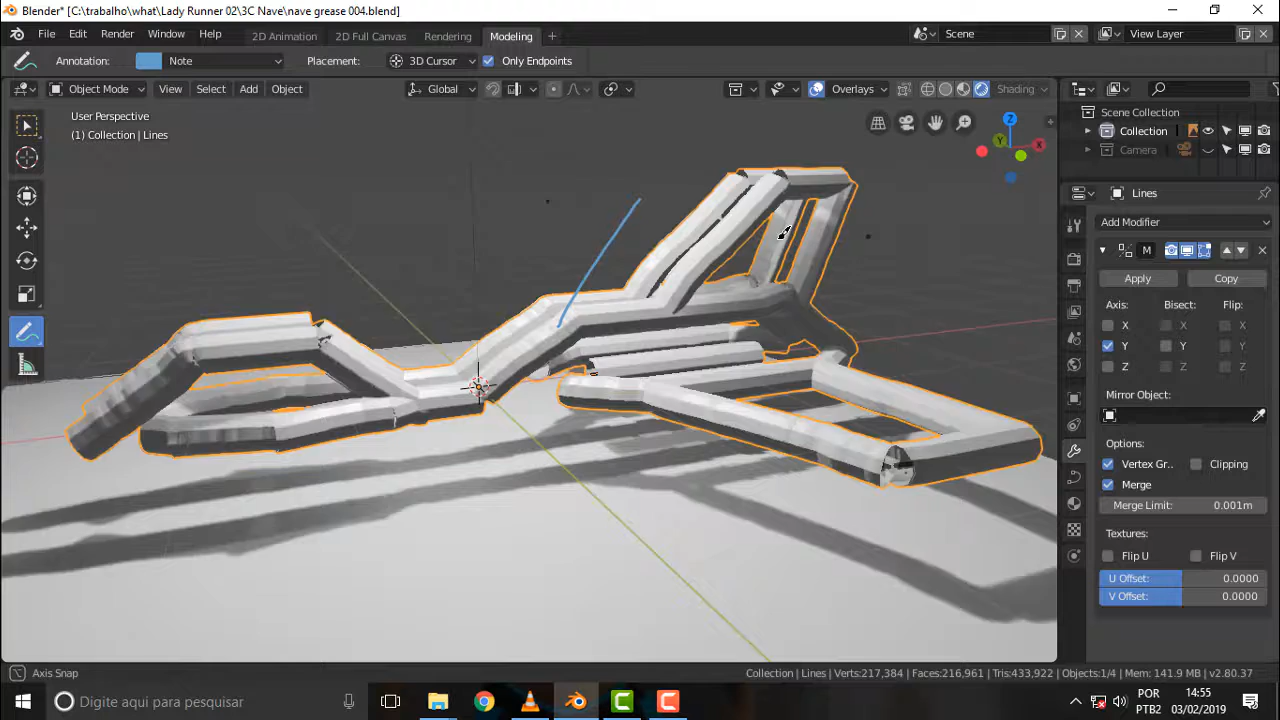 Blender* [C:\trabalho\what\Lady Runner 02\3C Nave\nave grease 004.blend]
File Edit Render Window Help 2D Animation 2D Full Canvas Rendering Modeling + Scene View Layer
Annotation: Note Placement: 3D Cursor Only Endpoints
Object Mode View Select Add Object Global Overlays Shading
User Perspective
(1) Collection | Lines
Z
Y
X
Scene Collection
Collection
Camera
Lines
Add Modifier
M
Apply Copy
Axis: Bisect: Flip:
X X X
Y Y Y
Z Z Z
Mirror Object:
Options:
Vertex Gr.. Clipping
Merge
Merge Limit: 0.001m
Textures:
Flip U Flip V
U Offset: 0.0000
V Offset: 0.0000
Axis Snap Collection | Lines | Verts:217,384 | Faces:216,961 | Tris:433,922 | Objects:1/4 | Mem: 141.9 MB | v2.80.37
Digite aqui para pesquisar
POR
PTB2
14:55
03/02/2019